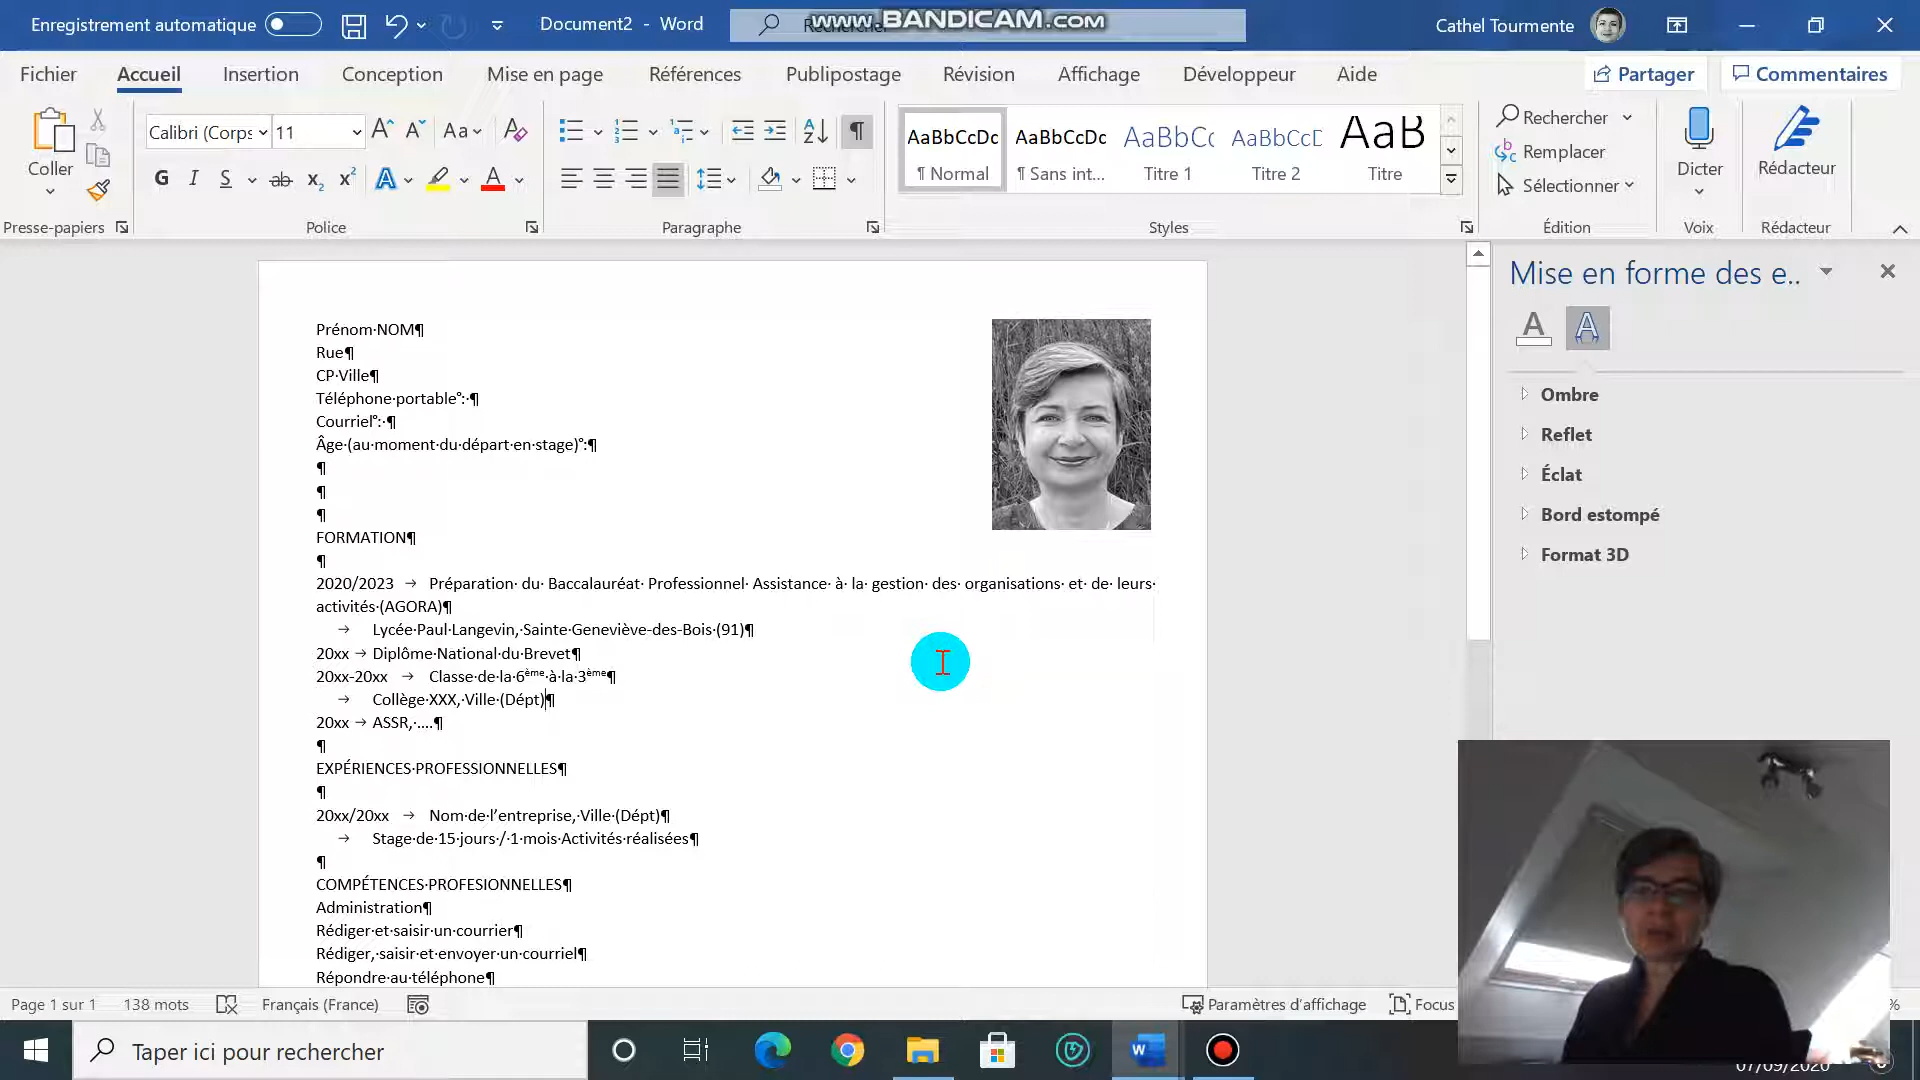 Enregistrement automatique
Document2 - Word
www.BANDICAM.com
Cathel Tourmente
Fichier
Accueil
Insertion
Conception
Mise en page
Références
Publipostage
Révision
Affichage
Développeur
Aide
Partager
Commentaires
Coller
Calibri (Corps
11
AaBbCcDc
AaBbCcDc
AaBbCc
AaBbCcD
AaB
¶ Normal
¶ Sans int...
Titre 1
Titre 2
Titre
Rechercher
Remplacer
Sélectionner
Dicter
Rédacteur
Presse-papiers
Police
Paragraphe
Styles
Édition
Voix
Rédacteur
Mise en forme des e..
Ombre
Reflet
Éclat
Bord estompé
Format 3D
Prénom·NOM¶
Rue¶
CP·Ville¶
Téléphone·portable°:·¶
Courriel°:·¶
Âge·(au·moment·du·départ·en·stage)°:¶
¶
¶
¶
FORMATION¶
¶
2020/2023 → Préparation· du· Baccalauréat· Professionnel· Assistance· à· la· gestion· des· organisations· et· de· leurs·
activités·(AGORA)¶
→ Lycée·Paul·Langevin,·Sainte·Geneviève-des-Bois·(91)¶
20xx → Diplôme·National·du·Brevet¶
20xx-20xx → Classe·de·la·6ème·à·la·3ème¶
→ Collège·XXX,·Ville·(Dépt)¶
20xx → ASSR,·....¶
¶
EXPÉRIENCES·PROFESSIONNELLES¶
¶
20xx/20xx → Nom·de·l’entreprise,·Ville·(Dépt)¶
→ Stage·de·15·jours·/·1·mois·Activités·réalisées¶
¶
COMPÉTENCES·PROFESIONNELLES¶
Administration¶
Rédiger·et·saisir·un·courrier¶
Rédiger,·saisir·et·envoyer·un·courriel¶
Répondre·au·téléphone¶
Page 1 sur 1
138 mots
Français (France)
Paramètres d’affichage
Focus
%
Taper ici pour rechercher
07/09/2020